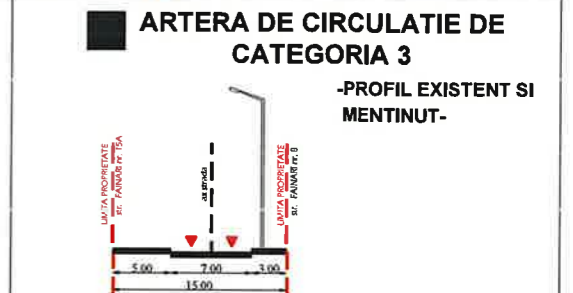 ARTERA DE CIRCULATIE DE
CATEGORIA 3
-PROFIL EXISTENT SI
MENTINUT-
LIMITA PROPRIETATE
str. FAINARI nr. 15A
ax strada
LIMITA PROPRIETATE
str. FAINARI nr. 8
5.00 7.00 3.00
15.00